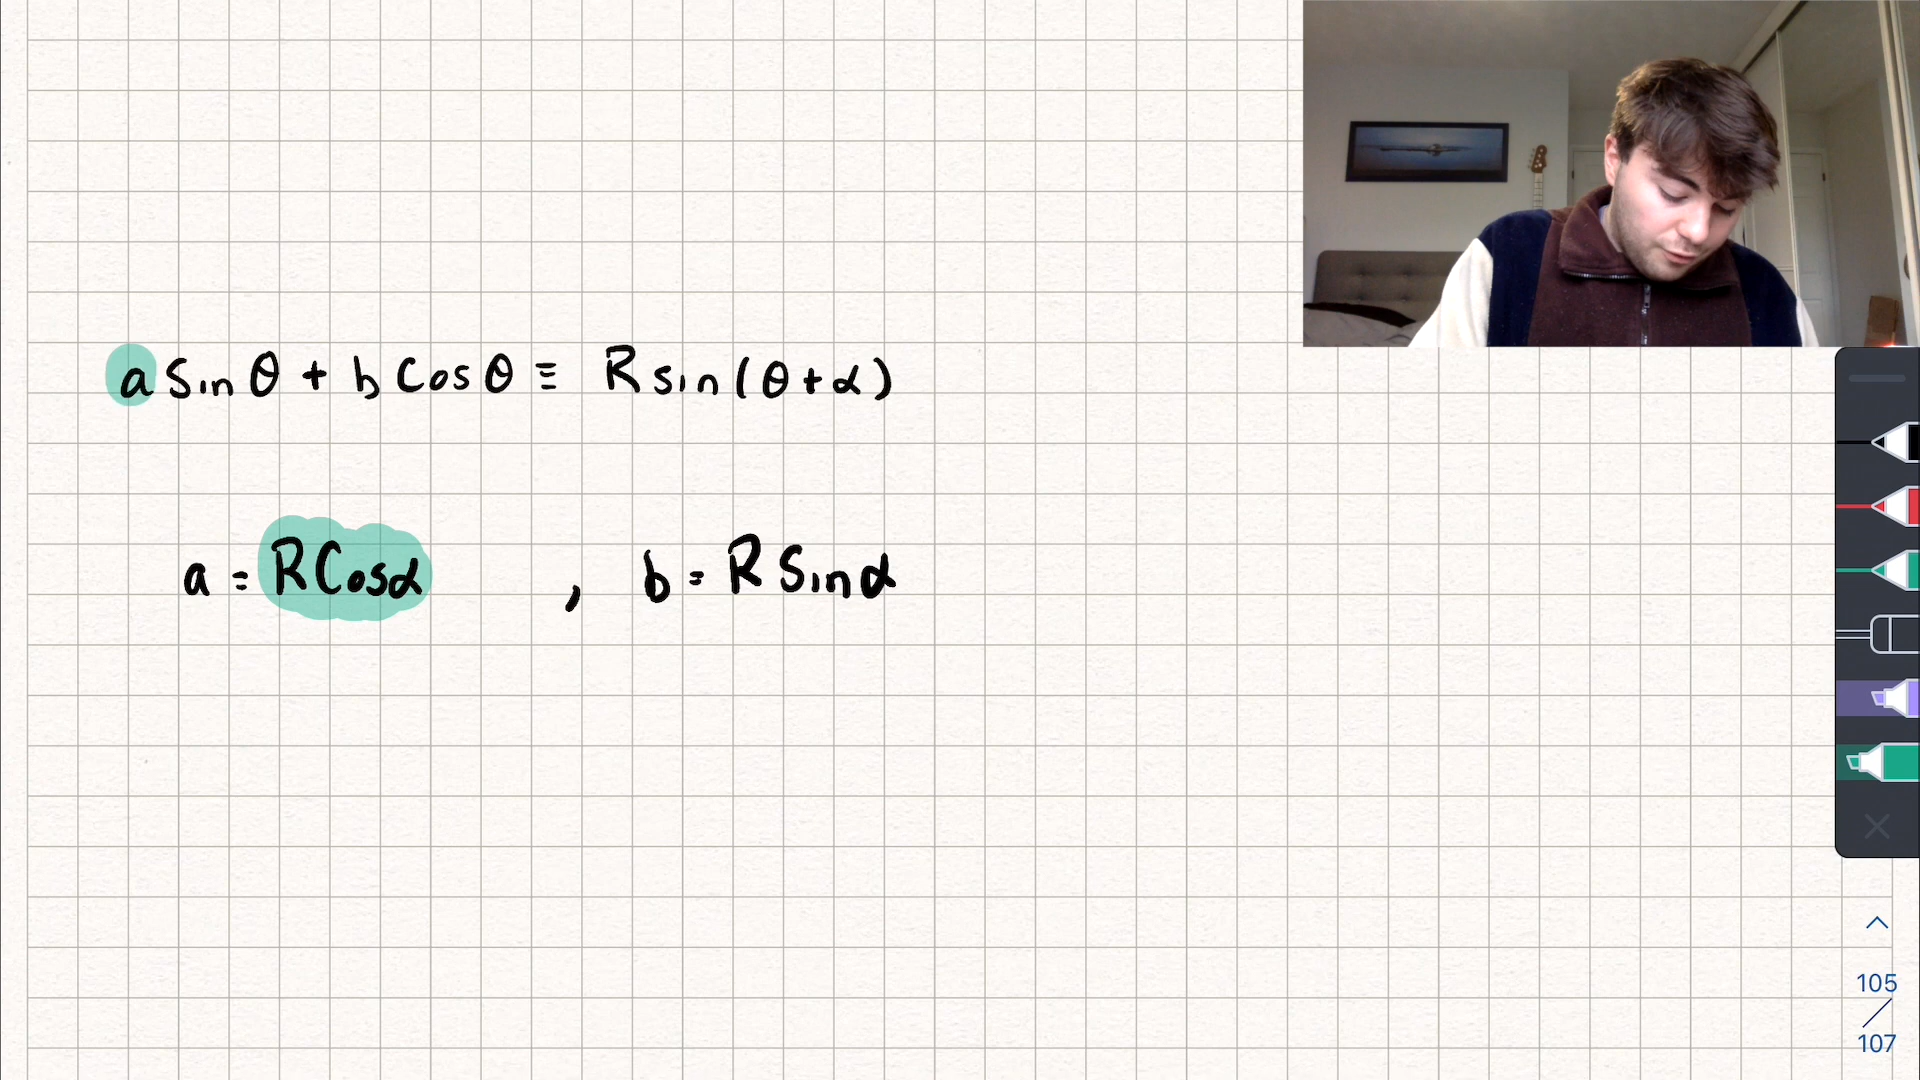 a Sin θ + b Cos θ ≡ R sin (θ + α)
a = R Cos α , b = R Sin α
105
/
107